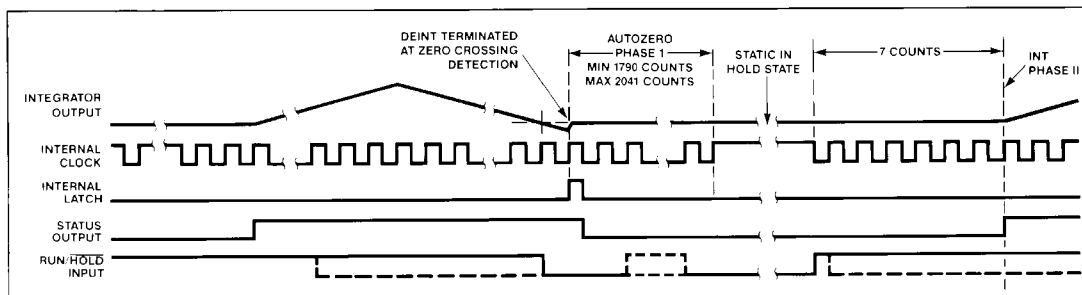 DEINT TERMINATED
AT ZERO CROSSING
DETECTION
AUTOZERO
PHASE 1
MIN 1790 COUNTS
MAX 2041 COUNTS
STATIC IN
HOLD STATE
7 COUNTS
INT
PHASE II
INTEGRATOR
OUTPUT
INTERNAL
CLOCK
INTERNAL
LATCH
STATUS
OUTPUT
RUN/HOLD
INPUT